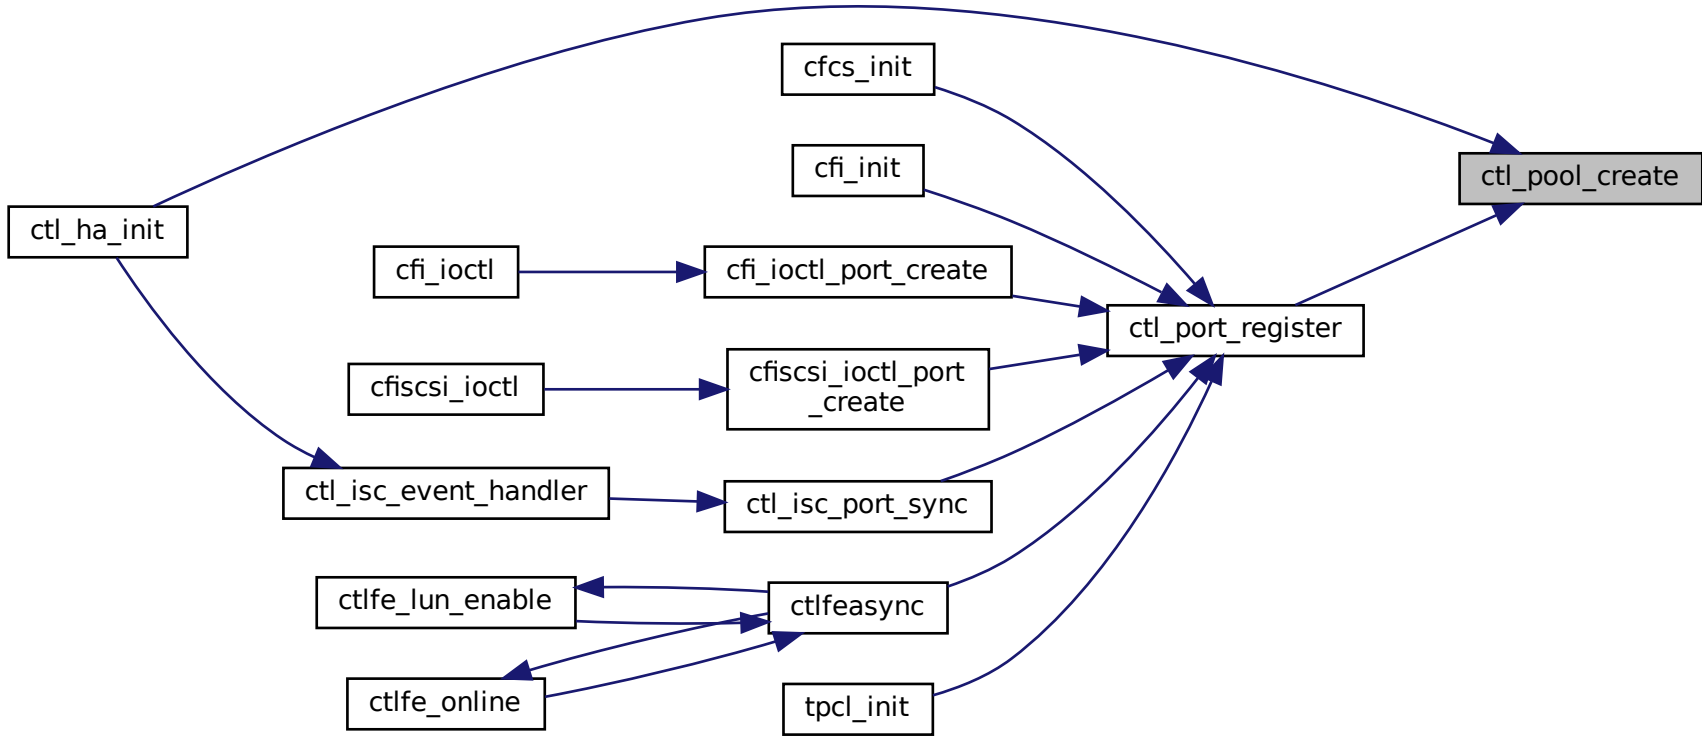 cfcs_init
cfi_init
ctl_pool_create
ctl_ha_init
cfi_ioctl
cfi_ioctl_port_create
ctl_port_register
cfiscsi_ioctl
cfiscsi_ioctl_port
_create
ctl_isc_event_handler
ctl_isc_port_sync
ctlfe_lun_enable
ctlfeasync
ctlfe_online
tpcl_init